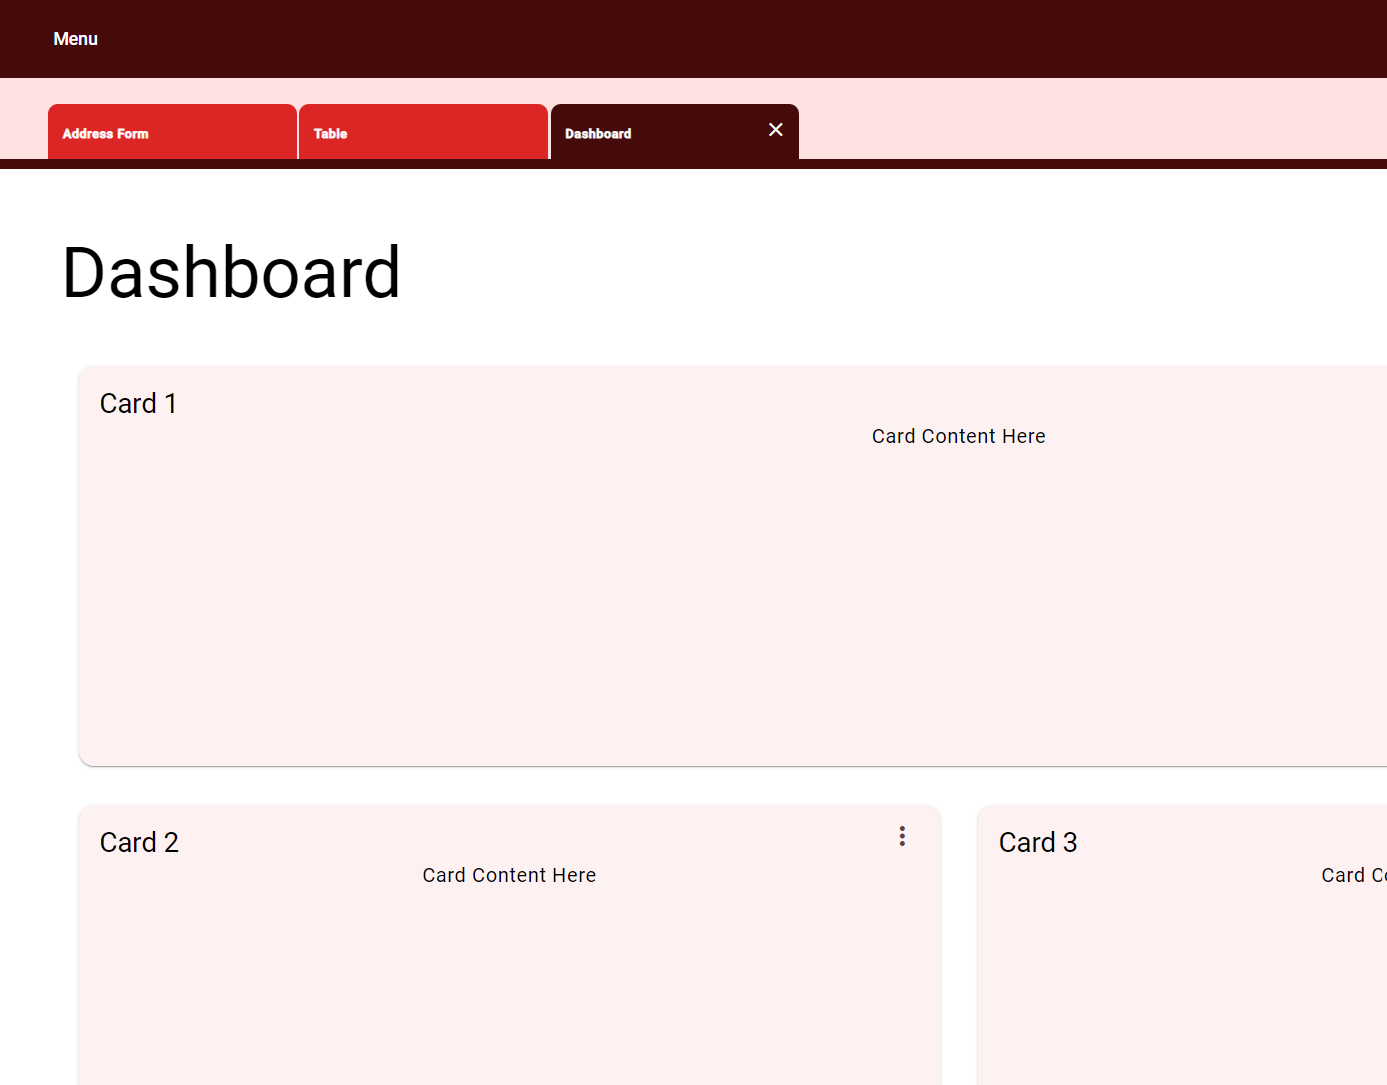 Menu
Address Form
Table
Dashboard
Dashboard
Card 1
Card Content Here
Card 2
Card Content Here
Card 3
Card